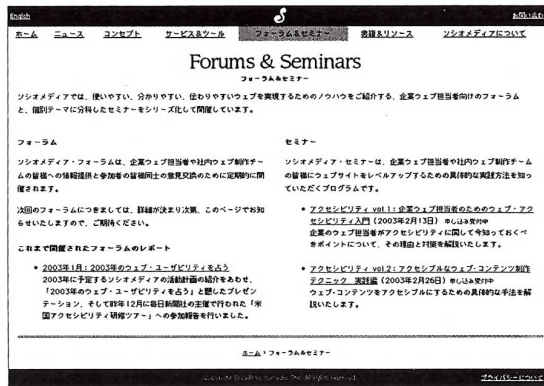 English
お問い合わせ
ホーム ニュース コンセプト サービス&ツール フォーラム&セミナー 書籍&リソース ソシオメディアについて
Forums & Seminars
フォーラム&セミナー
ソシオメディアでは、使いやすい、分かりやすい、伝わりやすいウェブを実現するためのノウハウをご紹介する、企業ウェブ担当者向けのフォーラム
と、個別テーマに分科したセミナーをシリーズ化して開催しています。
フォーラム
ソシオメディア・フォーラムは、企業ウェブ担当者や社内ウェブ制作チー
ムの皆様への情報提供と参加者の皆様同士の意見交換のために定期的に開
催されます。
次回のフォーラムにつきましては、詳細が決まり次第、このページでお知
らせいたしますので、ご期待ください。
これまで開催されたフォーラムのレポート
• 2003年1月：2003年のウェブ・ユーザビリティを占う
2003年に予定するソシオメディアの活動計画の紹介をあわせ、
「2003年のウェブ・ユーザビリティを占う」と題したプレゼン
テーション、そして昨年12月に毎日新聞社の主催で行われた「米
国アクセシビリティ研修ツアー」への参加報告を行いました。
セミナー
ソシオメディア・セミナーは、企業ウェブ担当者や社内ウェブ制作チーム
の皆様にウェブサイトをレベルアップするための具体的な実践方法を知っ
ていただくプログラムです。
• アクセシビリティ vol.1：企業ウェブ担当者のためのウェブ・アク
セシビリティ入門（2003年2月13日） 申し込み受付中
企業のウェブ担当者がアクセシビリティに関して今知っておくべ
きポイントについて、その理由と対策を解説いたします。
• アクセシビリティ vol.2：アクセシブルなウェブ・コンテンツ制作
テクニック 実践編（2003年2月26日） 申し込み受付中
ウェブ・コンテンツをアクセシブルにするための具体的な手法を解
説いたします。
ホーム > フォーラム&セミナー
プライバシーについて